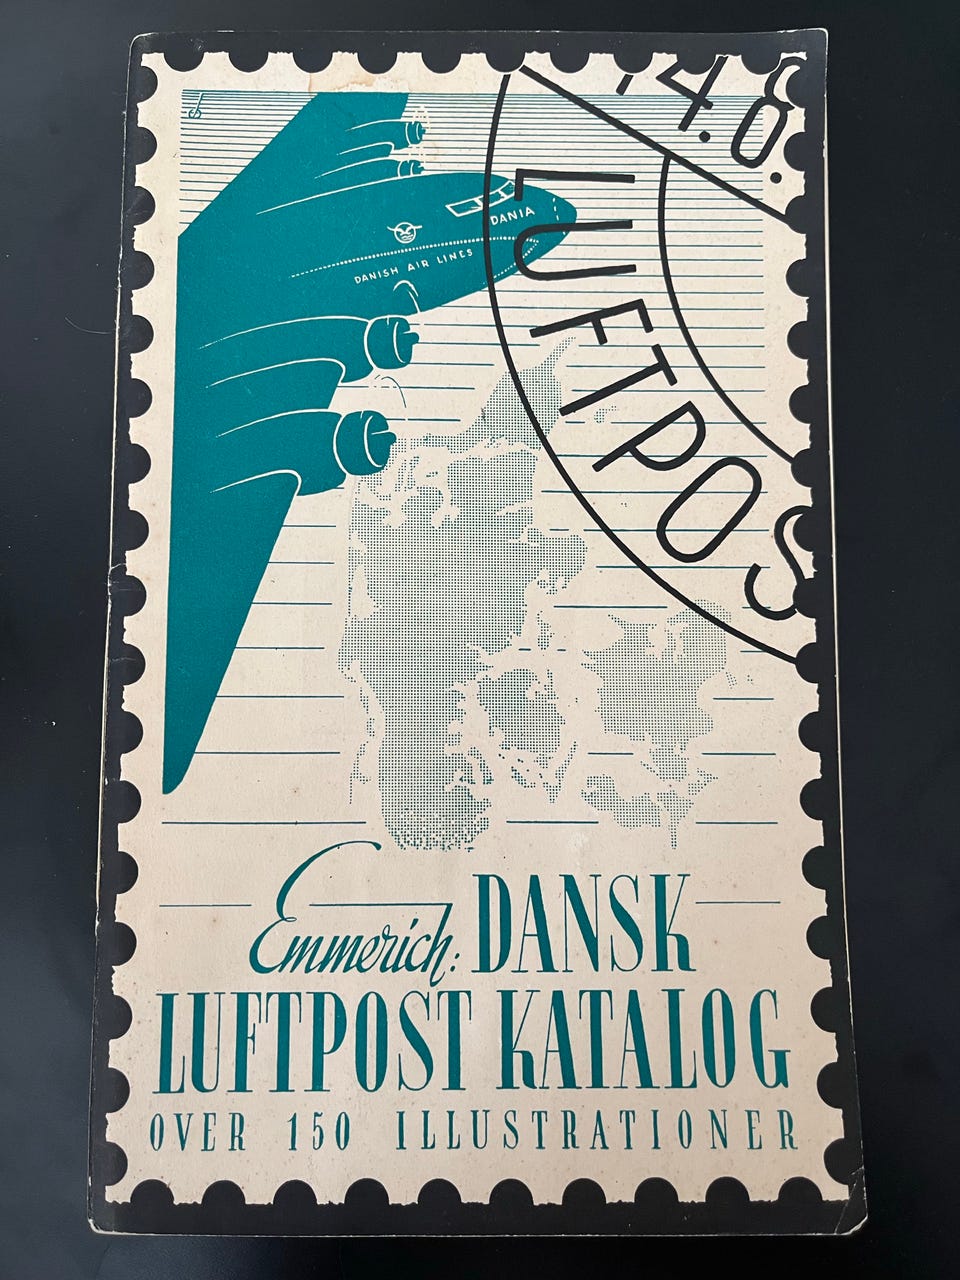 4.8.
LUFTPOS
DANIA
DANISH AIR LINES
Emmerich: DANSK
LUFTPOST KATALOG
OVER 150 ILLUSTRATIONER